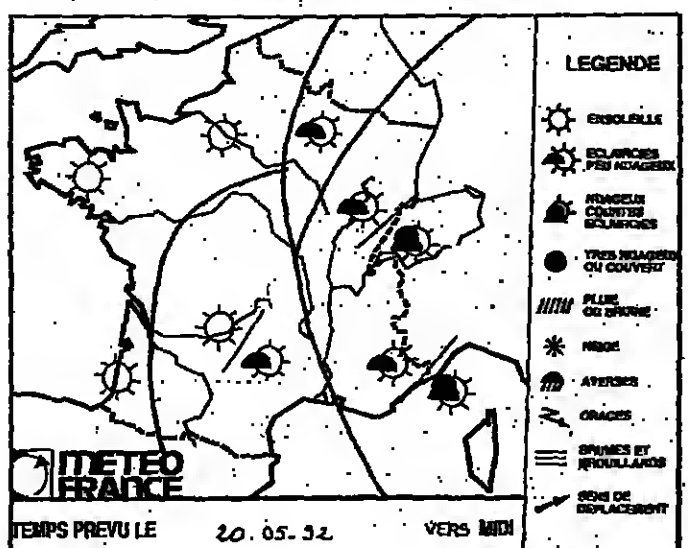 LEGENDE
ENSOLEILLE
ECLAIRCIES
PEU NUAGEUX
NUAGEUX
COURTES
ECLAIRCIES
TRES NUAGEUX
OU COUVERT
PLUIE
OU BRUINE
NEIGE
AVERSES
ORAGES
BRUMES ET
BROUILLARDS
SENS DE
DEPLACEMENT
METEO
FRANCE
TEMPS PREVU LE 20.05-92 VERS MIDI